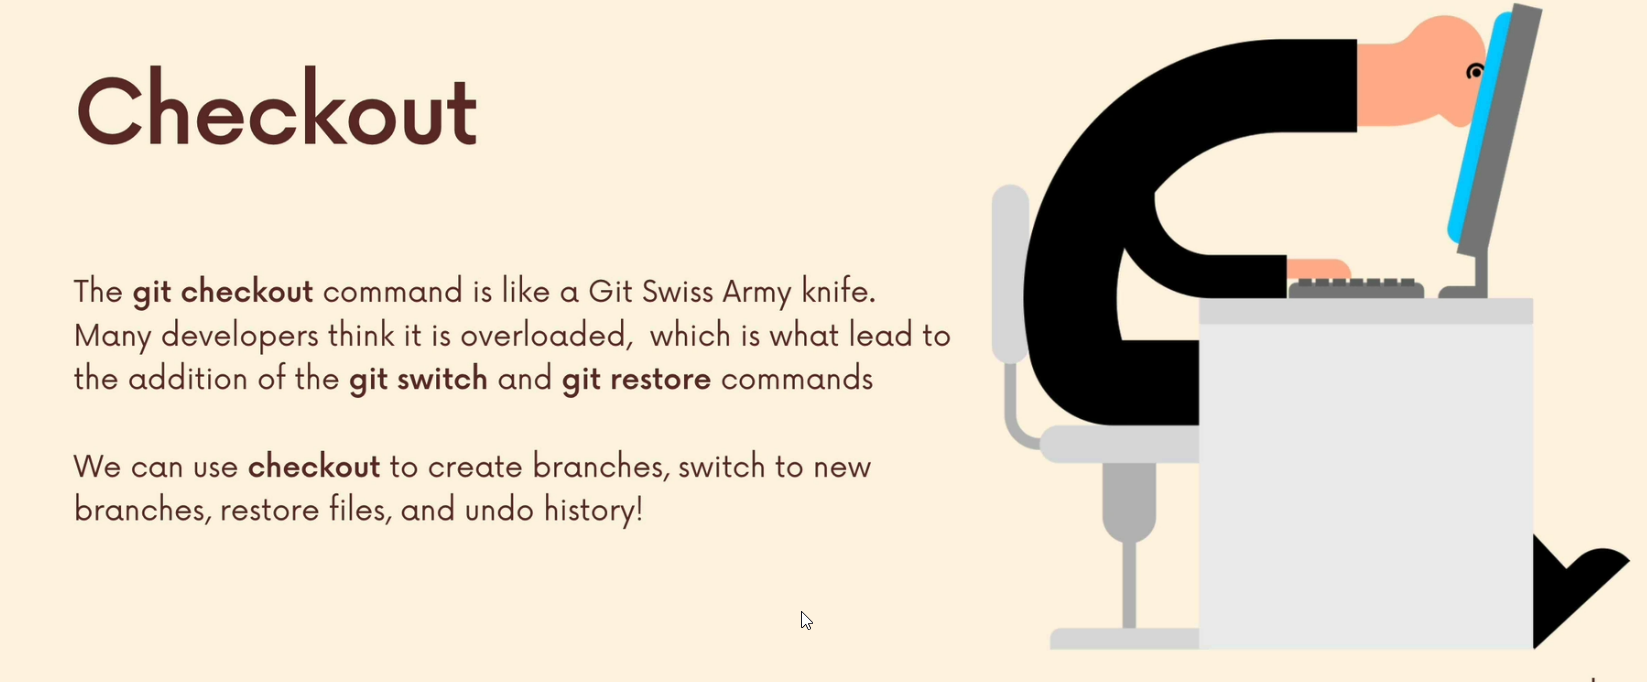 Checkout
The git checkout command is like a Git Swiss Army knife.
Many developers think it is overloaded,  which is what lead to
the addition of the git switch and git restore commands
We can use checkout to create branches, switch to new
branches, restore files, and undo history!